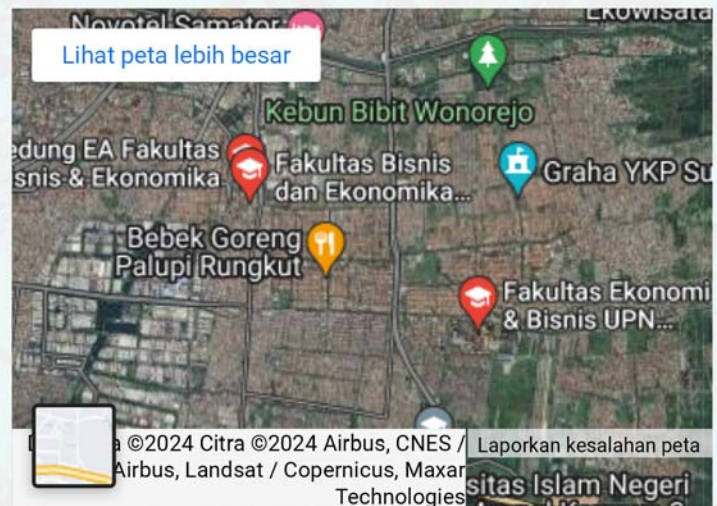 Novotel Samator
Ekowisata
Lihat peta lebih besar
Kebun Bibit Wonorejo
edung EA Fakultas
snis & Ekonomika
Fakultas Bisnis
dan Ekonomika...
Graha YKP Su
Bebek Goreng
Palupi Rungkut
Fakultas Ekonomi
& Bisnis UPN...
©2024 Citra ©2024 Airbus, CNES /
Airbus, Landsat / Copernicus, Maxar
Technologies
Laporkan kesalahan peta
sitas Islam Negeri